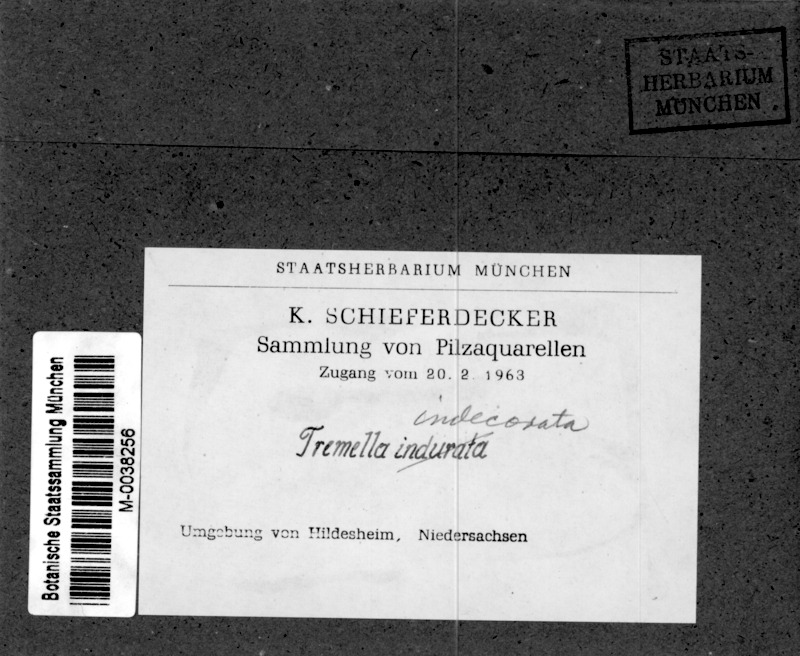 STAATS-
HERBARIUM
MÜNCHEN.
STAATSHERBARIUM MÜNCHEN
K. SCHIEFERDECKER
Sammlung von Pilzaquarellen
Zugang vom 20. 2. 1963
indecorata
Tremella indurata
Umgebung von Hildesheim, Niedersachsen
Botanische Staatssammlung München
M-0038256